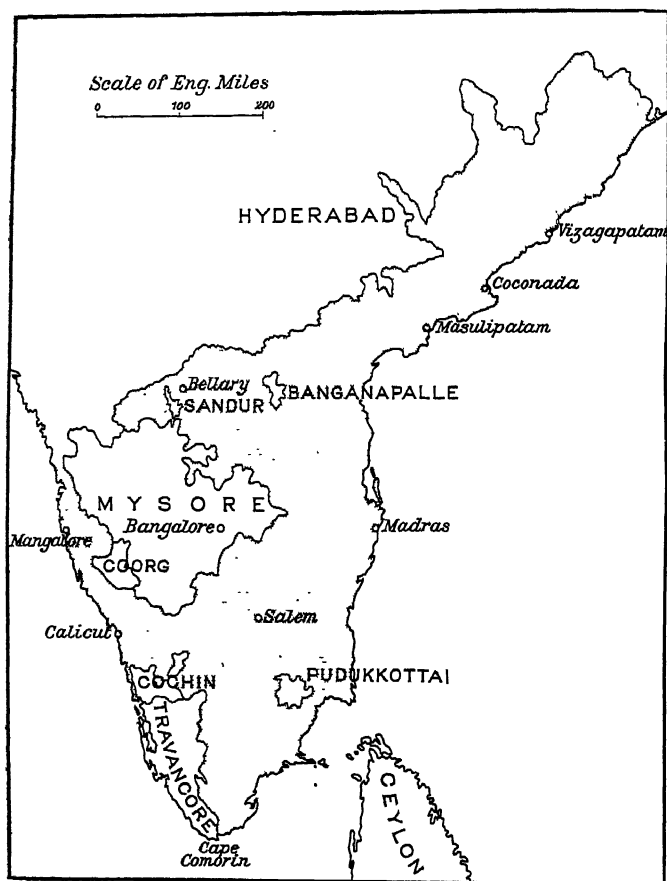 Scale of Eng. Miles
0 100 200
HYDERABAD
Vizagapatam
Coconada
Masulipatam
Bellary
SANDUR
BANGANAPALLE
MYSORE
Bangalore
Mangalore
Madras
COORG
Salem
Calicut
COCHIN
PUDUKKOTTAI
TRAVANCORE
CEYLON
Cape
Comorin